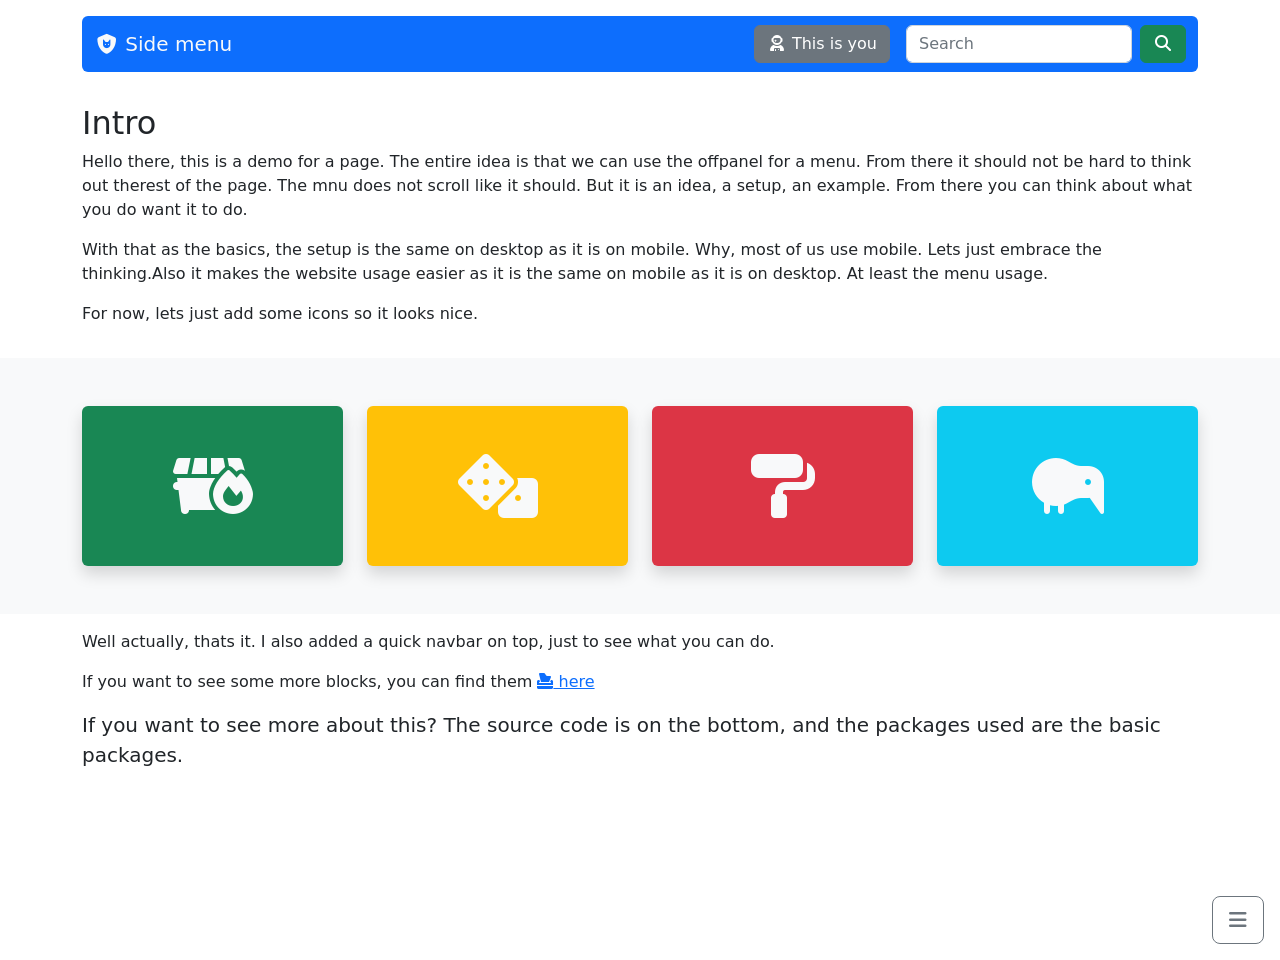 Side menu
This is you
Search
Intro
Hello there, this is a demo for a page. The entire idea is that we can use the offpanel for a menu. From there it should not be hard to think
out therest of the page. The mnu does not scroll like it should. But it is an idea, a setup, an example. From there you can think about what
you do want it to do.
With that as the basics, the setup is the same on desktop as it is on mobile. Why, most of us use mobile. Lets just embrace the
thinking.Also it makes the website usage easier as it is the same on mobile as it is on desktop. At least the menu usage.
For now, lets just add some icons so it looks nice.
Well actually, thats it. I also added a quick navbar on top, just to see what you can do.
If you want to see some more blocks, you can find them here
If you want to see more about this? The source code is on the bottom, and the packages used are the basic
packages.